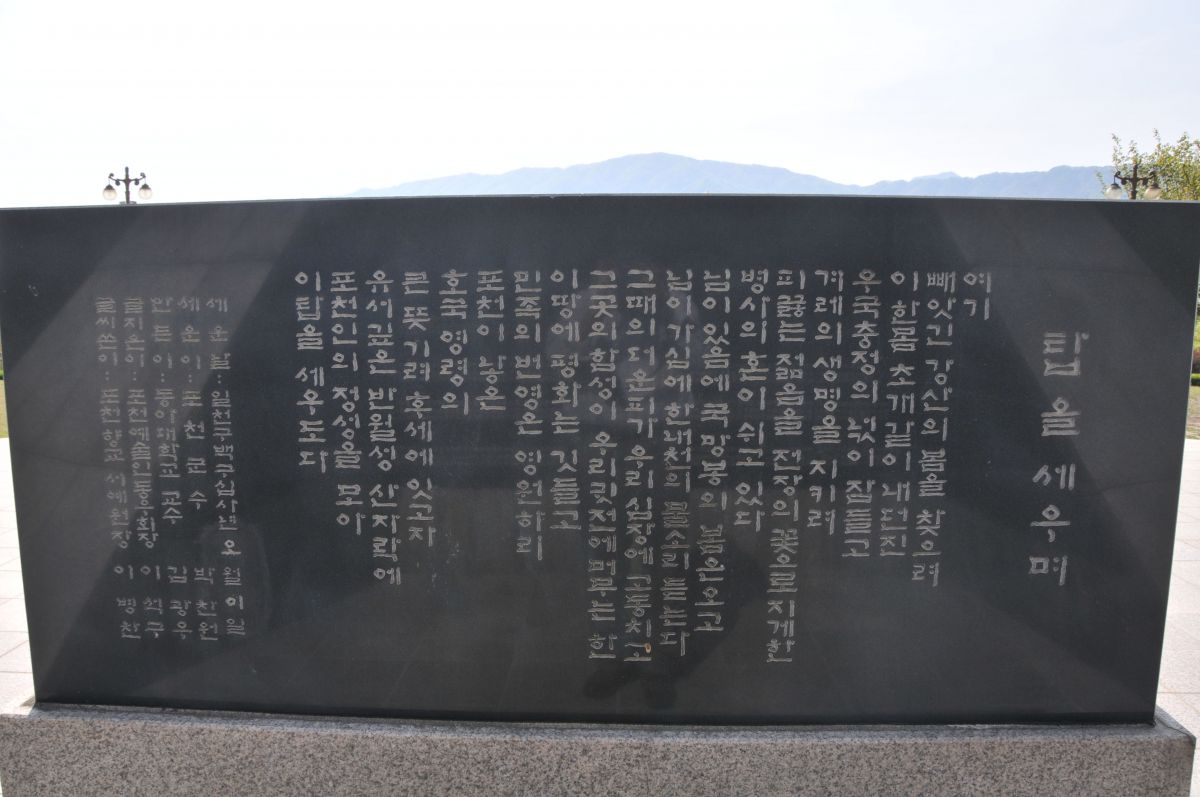 탑을 세우며
여기
빼앗긴 강산의 봄을 찾으려
이 한몸 초개같이 내던진
우국충정의 넋이 잠들고
겨레의 생명을 지키려
피끓는 젊음을 전장의 꽃으로 지게한
병사의 혼이 쉬고 있다
님이 있음에 국망봉의 봄은오고
님이 가심에 한내천의 물소리 듣는다
그때의 더운피가 우리 심장에 고동치고
그곳의 함성이 우리 귓전에 머무는 한
이 땅에 평화는 깃들고
민족의 번영은 영원하리
포천이 낳은
호국 영령의
큰 뜻 기려 후세에 잇고자
유서깊은 반월성 산자락에
포천인의 정성을 모아
이 탑을 세우도다
세 운 날 : 일천구백구십사년 오 월 이 일
세 운 이 : 포 천 군 수 박 찬 원
만 든 이 : 동아대학교 교수 김 광 우
글지은이 : 포천예술인동우회장 이 석 구
글씨쓴이 : 포천향교 서예원장 이 병 찬